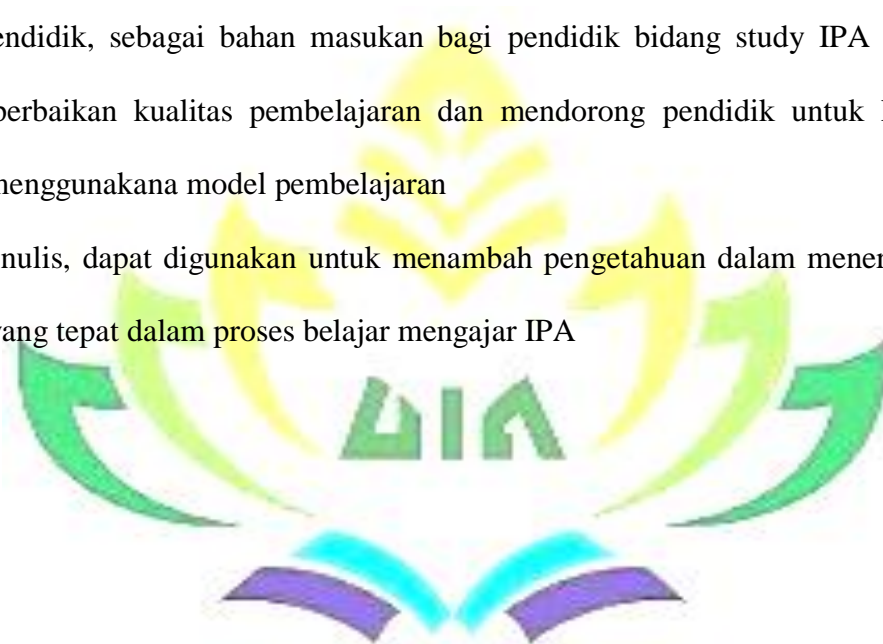 endidik, sebagai bahan masukan bagi pendidik bidang study IPA
perbaikan kualitas pembelajaran dan mendorong pendidik untuk
menggunakana model pembelajaran
nulis, dapat digunakan untuk menambah pengetahuan dalam mener
yang tepat dalam proses belajar mengajar IPA
UIN